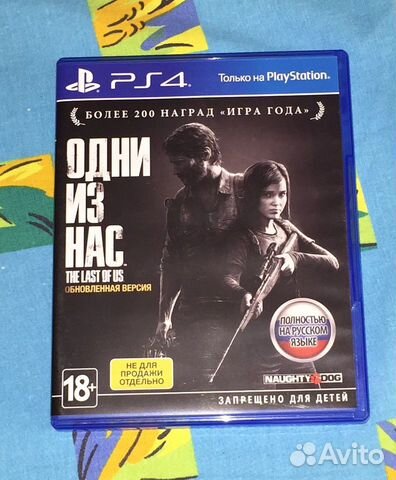 PS4
Только на PlayStation.
БОЛЕЕ 200 НАГРАД «ИГРА ГОДА»
ОДНИ
ИЗ
НАС
THE LAST OF US
ОБНОВЛЕННАЯ ВЕРСИЯ
ПОЛНОСТЬЮ
НА РУССКОМ
ЯЗЫКЕ
НЕ ДЛЯ
ПРОДАЖИ
ОТДЕЛЬНО
18+
NAUGHTY DOG
ЗАПРЕЩЕНО ДЛЯ ДЕТЕЙ
Avito